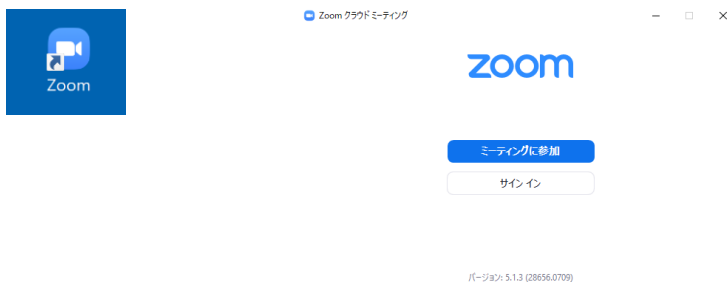 Zoom
Zoom クラウド ミーティング
zoom
ミーティングに参加
サイン イン
バージョン: 5.1.3 (28656.0709)